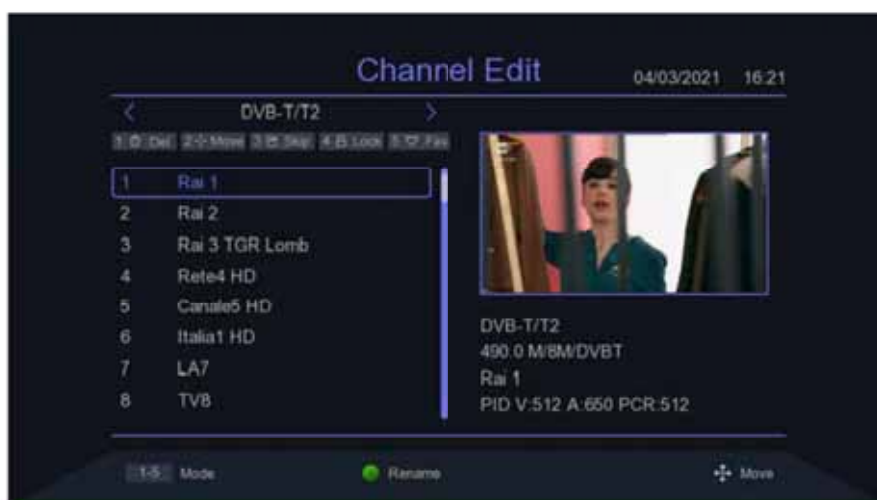 Channel Edit
04/03/2021 16:21
DVB-T/T2
1 Del 2 Move 3 Skip 4 Lock 5 Fav
1 Rai 1
2 Rai 2
3 Rai 3 TGR Lomb
4 Rete4 HD
5 Canale5 HD
6 Italia1 HD
7 LA7
8 TV8
DVB-T/T2
490.0 M/8M/DVBT
Rai 1
PID V:512 A:650 PCR:512
1-5 Mode
Rename
Move